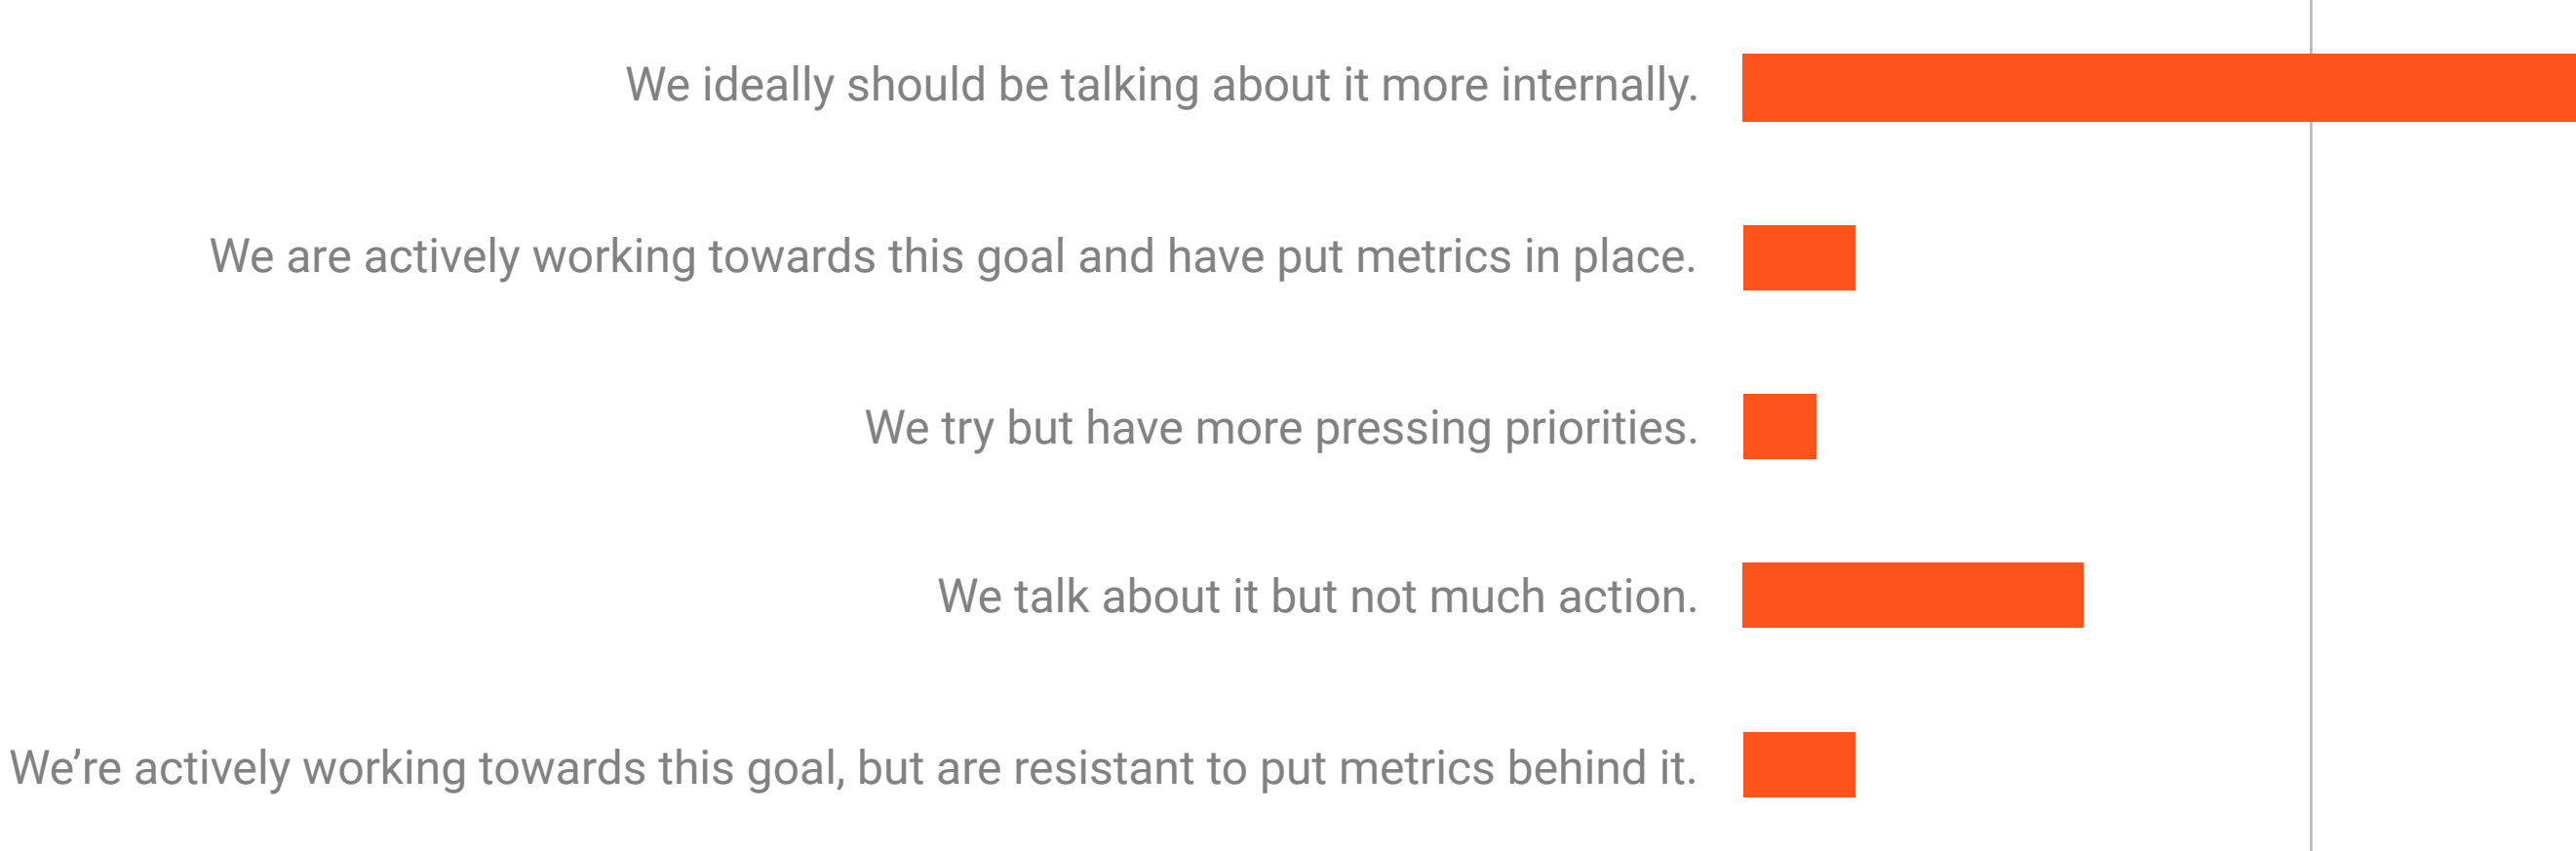 We ideally should be talking about it more internally.
We are actively working towards this goal and have put metrics in place.
We try but have more pressing priorities.
We talk about it but not much action.
We’re actively working towards this goal, but are resistant to put metrics behind it.